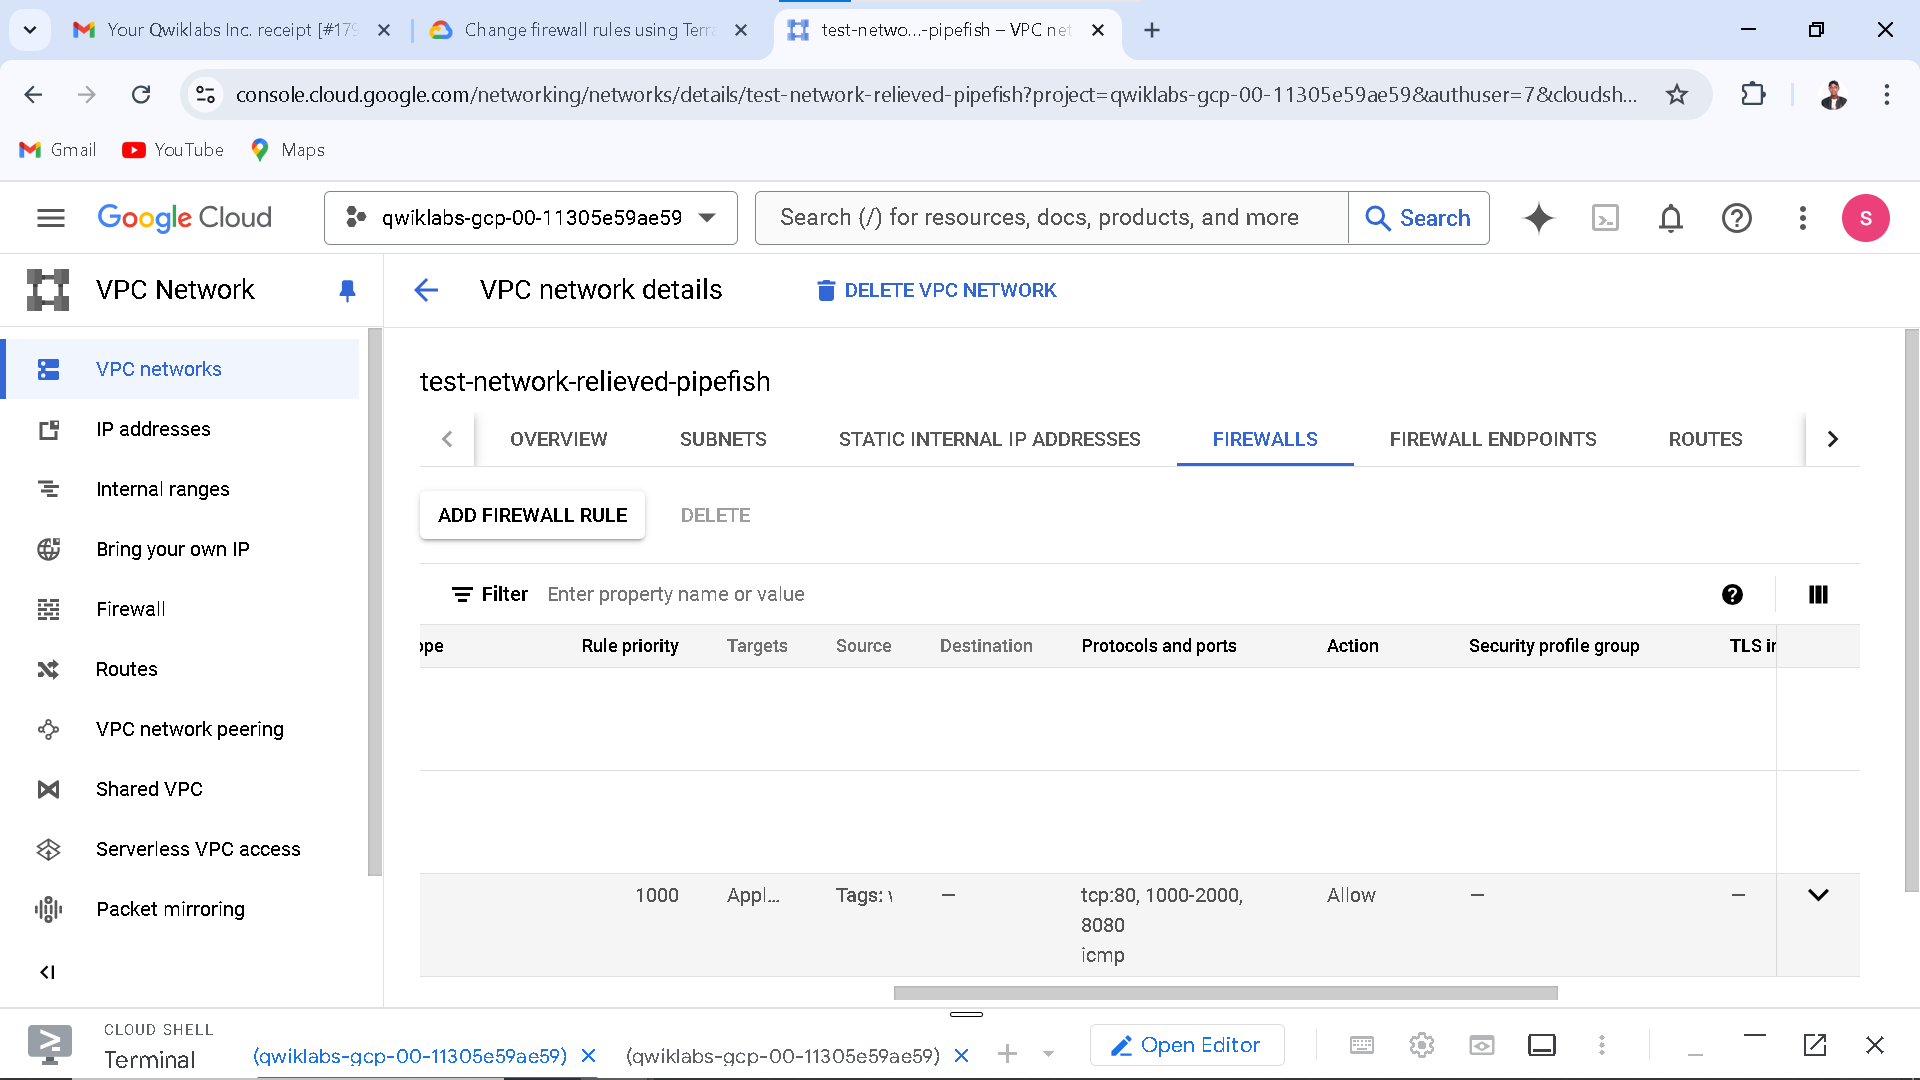 Your Qwiklabs Inc. receipt [#179
Change firewall rules using Terra
test-netwo...-pipefish – VPC net
console.cloud.google.com/networking/networks/details/test-network-relieved-pipefish?project=qwiklabs-gcp-00-11305e59ae59&authuser=7&cloudsh...
Gmail
YouTube
Maps
Google Cloud
qwiklabs-gcp-00-11305e59ae59
Search (/) for resources, docs, products, and more
Search
S
VPC Network
VPC network details
DELETE VPC NETWORK
VPC networks
IP addresses
Internal ranges
Bring your own IP
Firewall
Routes
VPC network peering
Shared VPC
Serverless VPC access
Packet mirroring
test-network-relieved-pipefish
OVERVIEW
SUBNETS
STATIC INTERNAL IP ADDRESSES
FIREWALLS
FIREWALL ENDPOINTS
ROUTES
ADD FIREWALL RULE
DELETE
Filter
Enter property name or value
Rule priority
Targets
Source
Destination
Protocols and ports
Action
Security profile group
TLS
1000
Appl...
Tags:
–
tcp:80, 1000-2000,
8080
icmp
Allow
–
–
CLOUD SHELL
Terminal
(qwiklabs-gcp-00-11305e59ae59)
(qwiklabs-gcp-00-11305e59ae59)
Open Editor